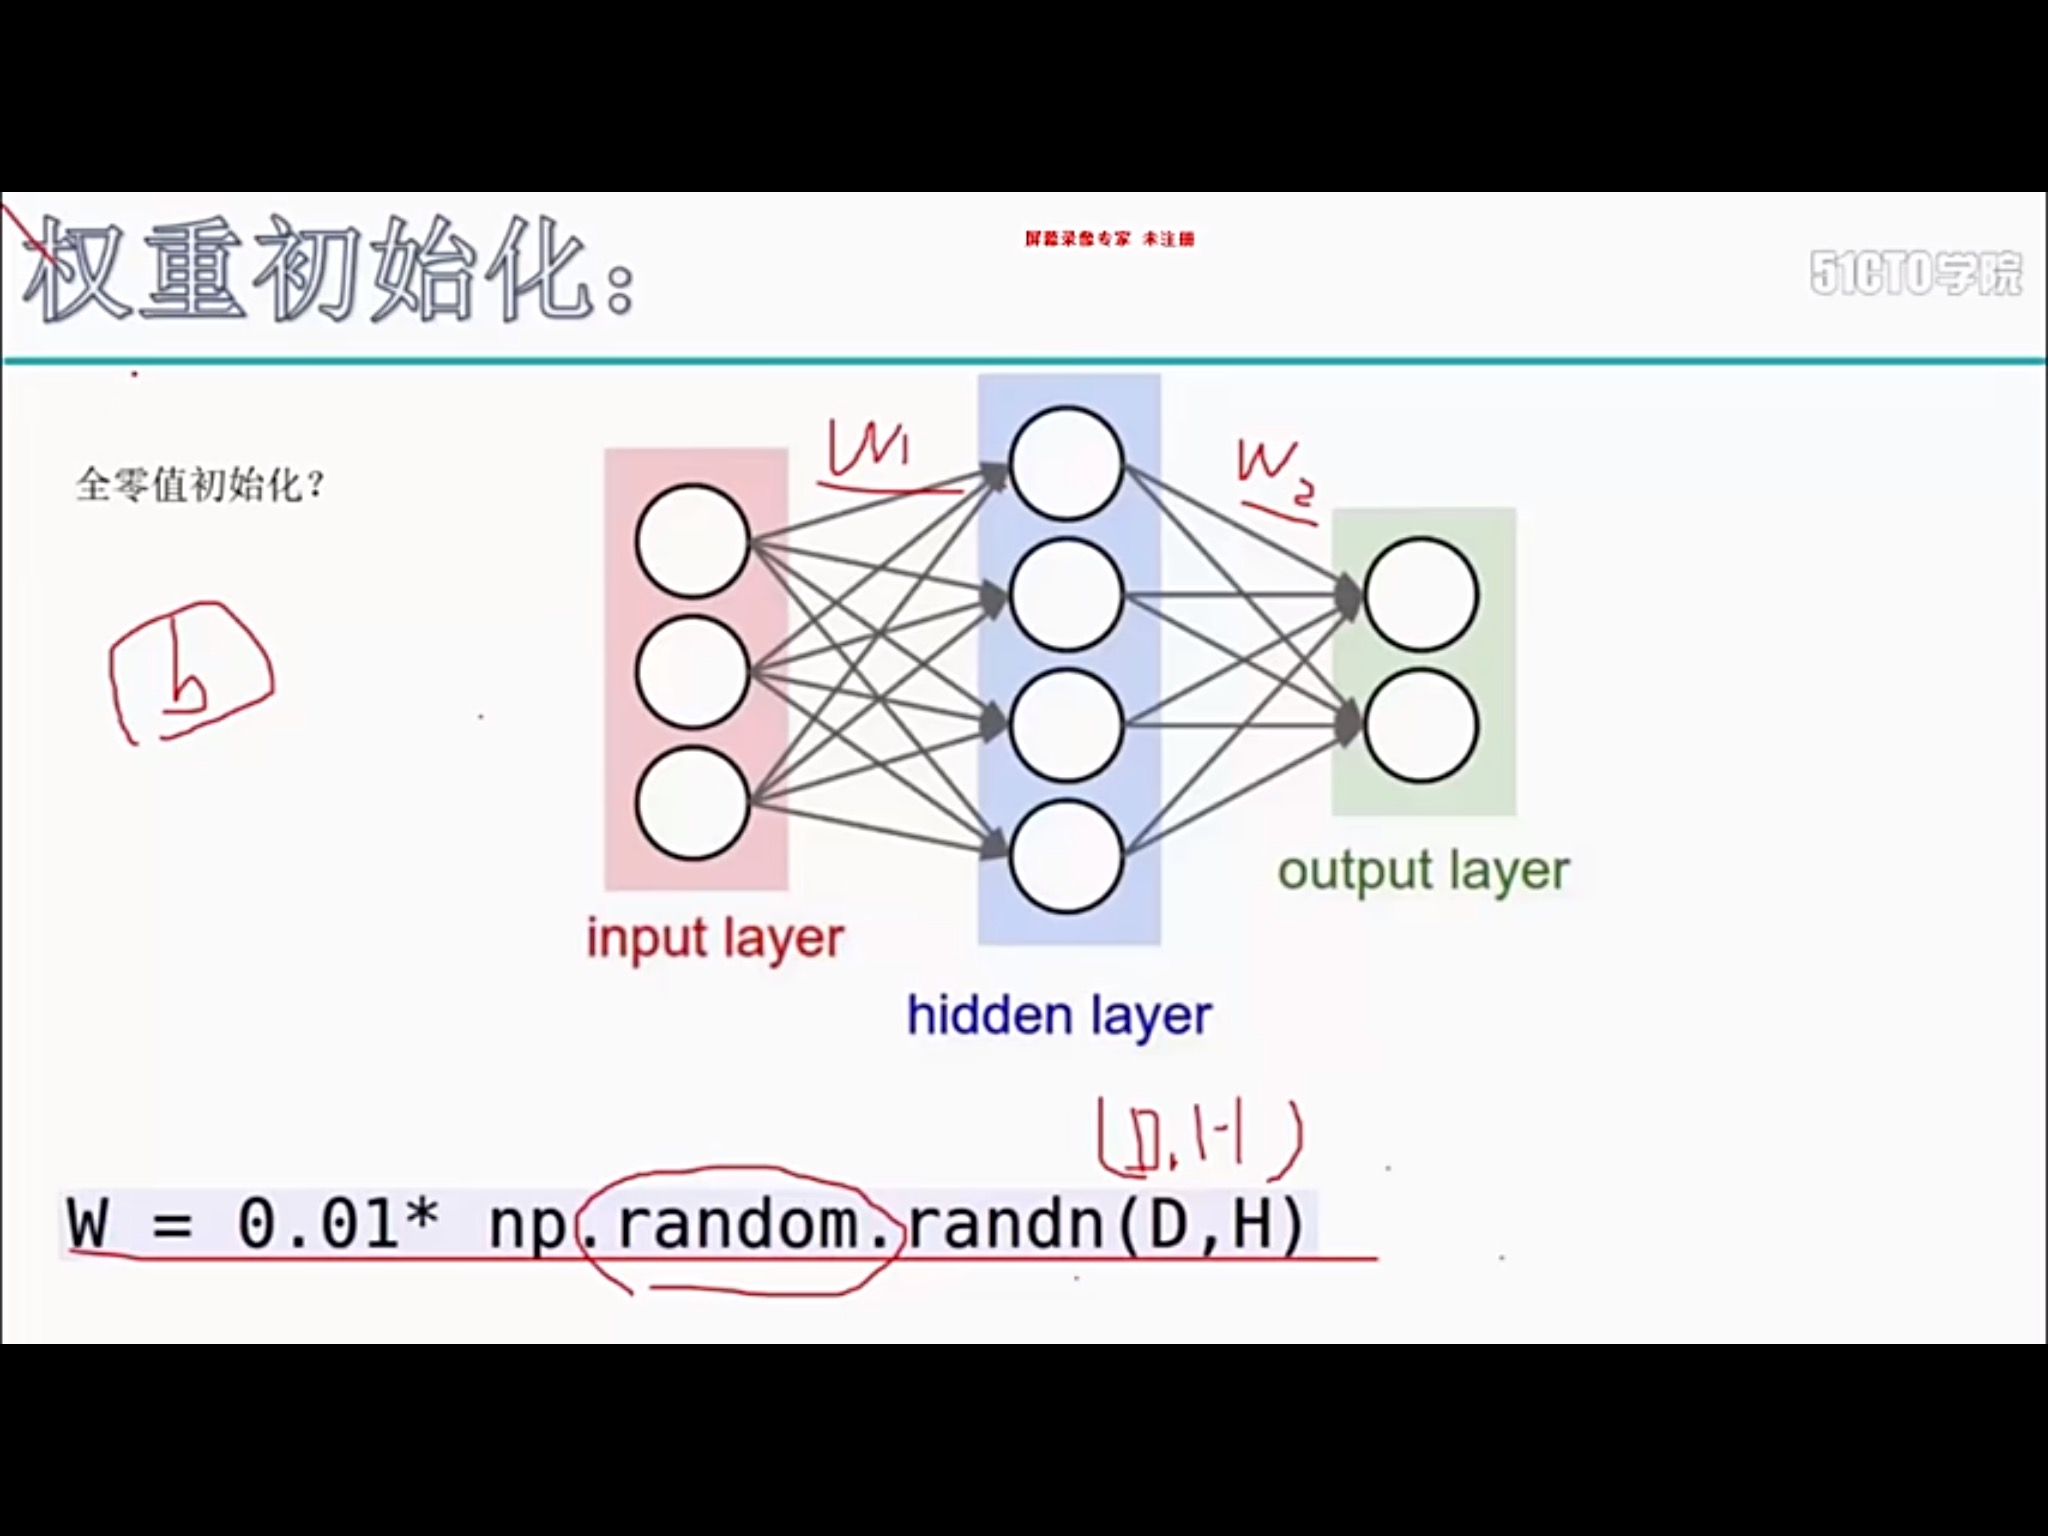 权重初始化:
屏幕录像专家 未注册
51CTO学院
全零值初始化?
W1
W2
b
input layer
hidden layer
output layer
(D,H)
W = 0.01* np.random.randn(D,H)